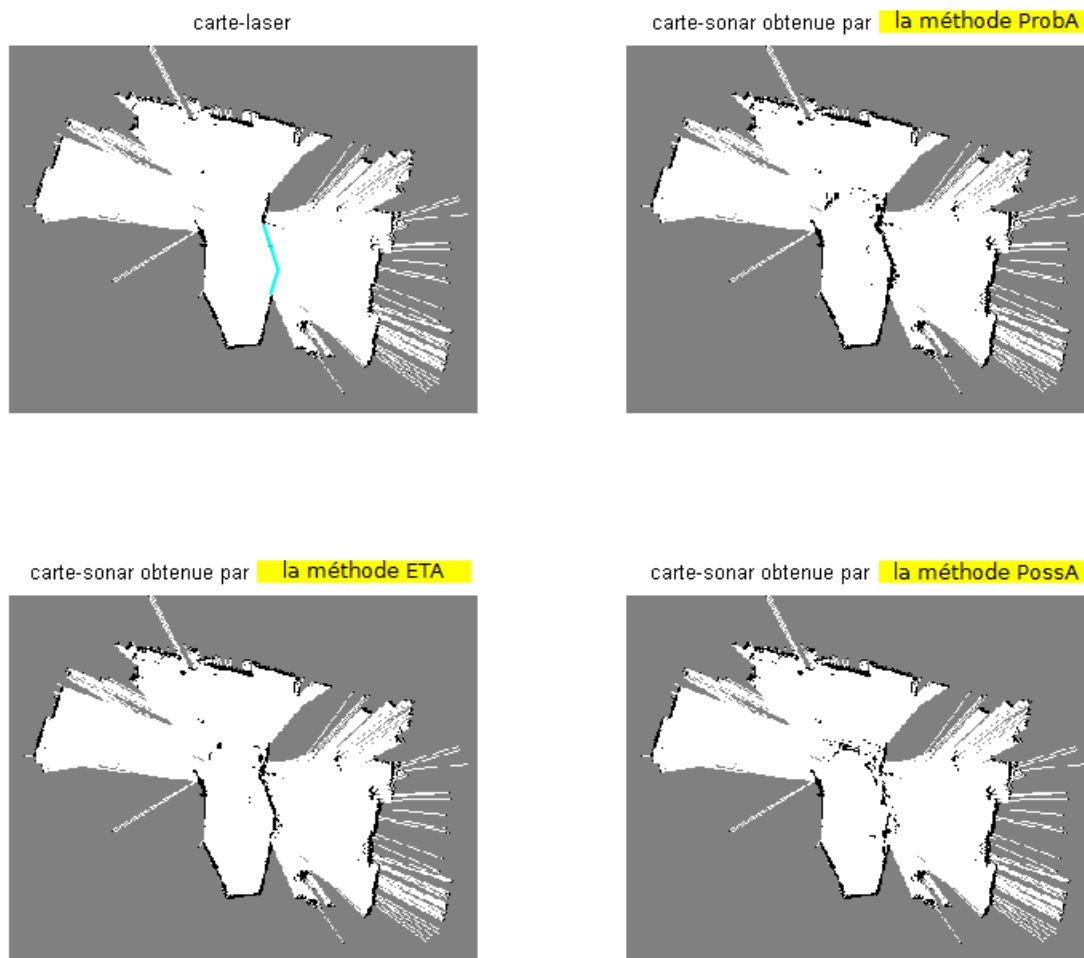 carte-laser
carte-sonar obtenue par la méthode ProbA
carte-sonar obtenue par la méthode ETA
carte-sonar obtenue par la méthode PossA